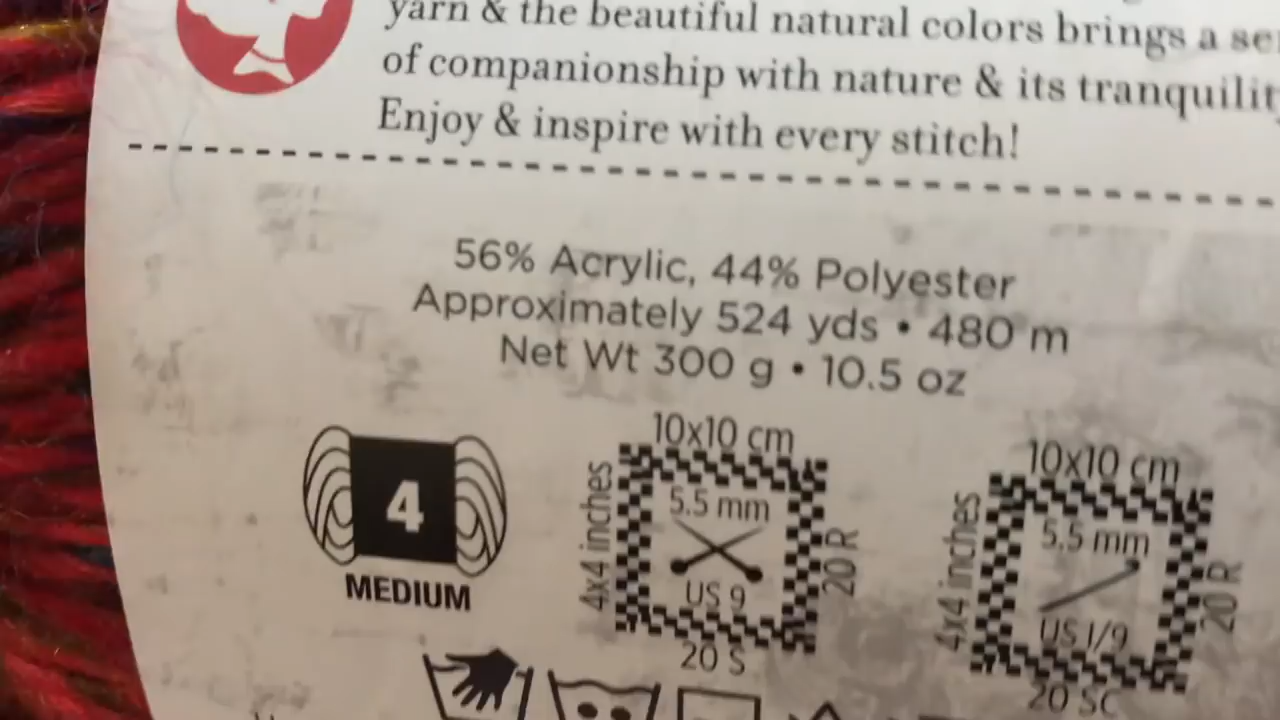 yarn & the beautiful natural colors brings a
of companionship with nature & its tranquility
Enjoy & inspire with every stitch!
56% Acrylic, 44% Polyester
Approximately 524 yds • 480 m
Net Wt 300 g • 10.5 oz
4
MEDIUM
10x10 cm
4x4 inches
5.5 mm
US 9
20 R
20 S
10x10 cm
4x4 inches
5.5 mm
US I/9
20 R
20 SC